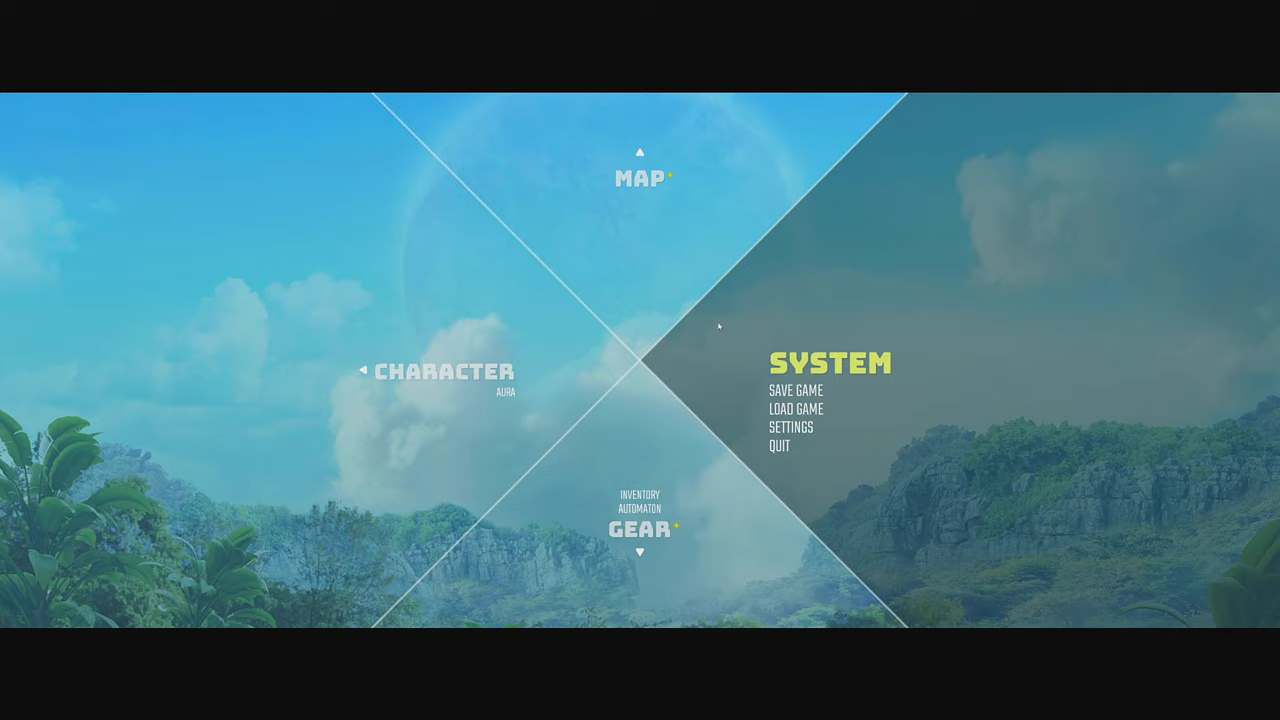 MAP
CHARACTER
AURA
SYSTEM
SAVE GAME
LOAD GAME
SETTINGS
QUIT
INVENTORY
AUTOMATON
GEAR